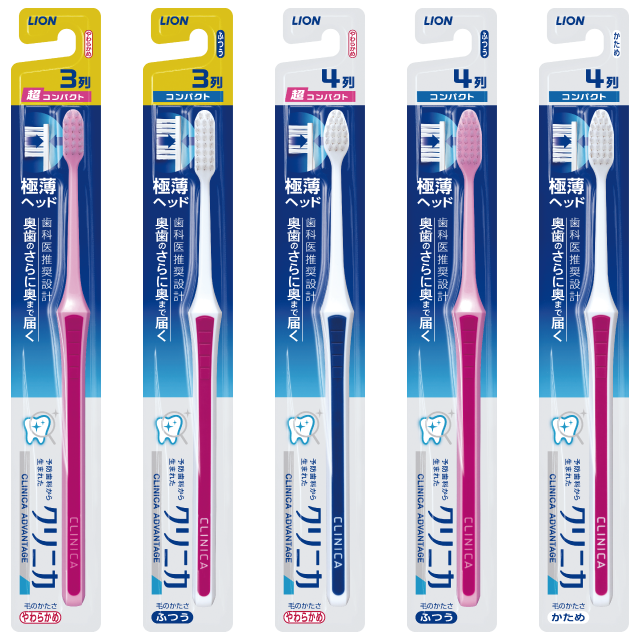 LION
やわらかめ
3列
超コンパクト
極薄
ヘッド
歯科医推奨設計
奥歯のさらに奥まで届く
予防歯科から
生まれた
CLINICA ADVANTAGE
クリニカ
CLINICA
毛のかたさ
やわらかめ
LION
ふつう
3列
コンパクト
極薄
ヘッド
歯科医推奨設計
奥歯のさらに奥まで届く
予防歯科から
生まれた
CLINICA ADVANTAGE
クリニカ
CLINICA
毛のかたさ
ふつう
LION
やわらかめ
4列
超コンパクト
極薄
ヘッド
歯科医推奨設計
奥歯のさらに奥まで届く
予防歯科から
生まれた
CLINICA ADVANTAGE
クリニカ
CLINICA
毛のかたさ
やわらかめ
LION
ふつう
4列
コンパクト
極薄
ヘッド
歯科医推奨設計
奥歯のさらに奥まで届く
予防歯科から
生まれた
CLINICA ADVANTAGE
クリニカ
CLINICA
毛のかたさ
ふつう
LION
かため
4列
コンパクト
極薄
ヘッド
歯科医推奨設計
奥歯のさらに奥まで届く
予防歯科から
生まれた
CLINICA ADVANTAGE
クリニカ
CLINICA
毛のかたさ
かため